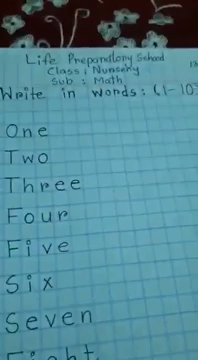 Life Preparatory School
Class: Nursery
Sub: Math
Write in words: (1-10)
One
Two
Three
Four
Five
Six
Seven
Eight